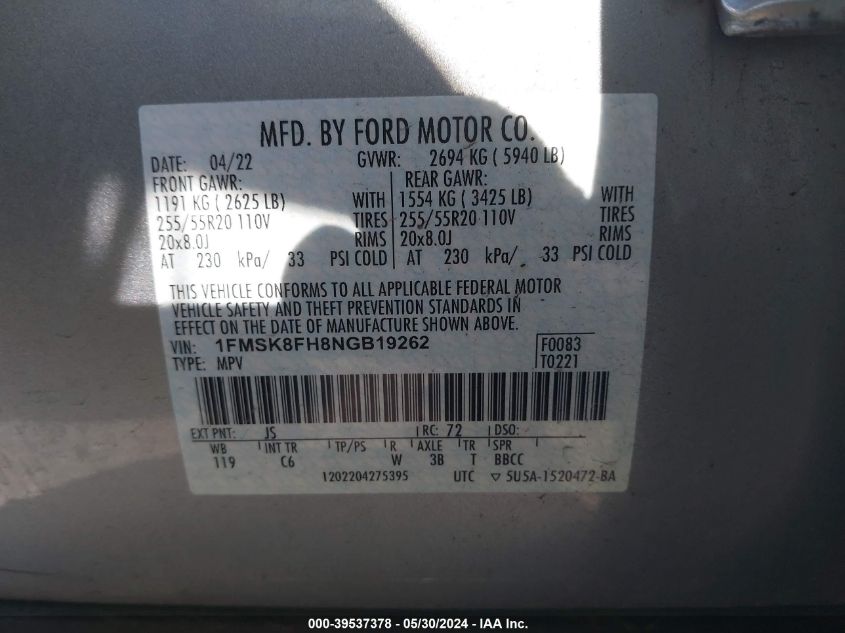 MFD. BY FORD MOTOR CO.
DATE: 04/22 GVWR: 2694 KG ( 5940 LB)
FRONT GAWR: REAR GAWR:
1191 KG ( 2625 LB) WITH 1554 KG ( 3425 LB) WITH
255/55R20 110V TIRES 255/55R20 110V TIRES
20x8.0J RIMS 20x8.0J RIMS
AT 230 kPa/ 33 PSI COLD AT 230 kPa/ 33 PSI COLD
THIS VEHICLE CONFORMS TO ALL APPLICABLE FEDERAL MOTOR
VEHICLE SAFETY AND THEFT PREVENTION STANDARDS IN
EFFECT ON THE DATE OF MANUFACTURE SHOWN ABOVE.
VIN: 1FMSK8FH8NGB19262 F0083
TYPE: MPV T0221
EXT PNT: JS RC: 72 DSO:
WB INT TR TP/PS R AXLE TR SPR
119 C6 W 3B T BBCC
1202204275395 UTC ▽ 5U5A-1520472-BA
000-39537378 - 05/30/2024 - IAA Inc.